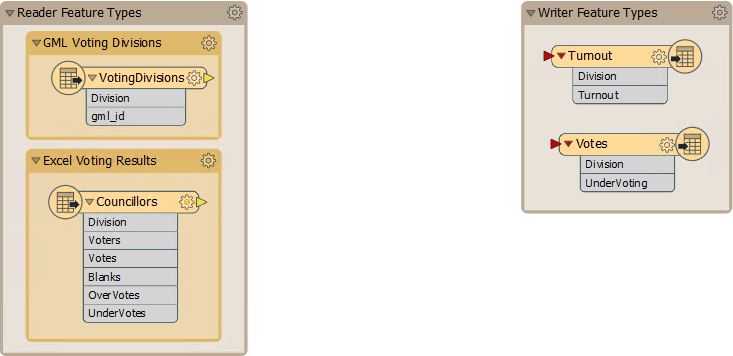 Reader Feature Types
GML Voting Divisions
VotingDivisions
Division
gml_id
Excel Voting Results
Councillors
Division
Voters
Votes
Blanks
OverVotes
UnderVotes
Writer Feature Types
Turnout
Division
Turnout
Votes
Division
UnderVoting